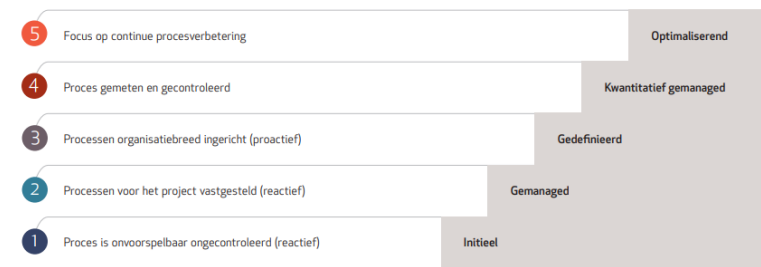 5 Focus op continue procesverbetering Optimaliserend
4 Proces gemeten en gecontroleerd Kwantitatief gemanaged
3 Processen organisatiebreed ingericht (proactief) Gedefinieerd
2 Processen voor het project vastgesteld (reactief) Gemanaged
1 Proces is onvoorspelbaar ongecontroleerd (reactief) Initieel